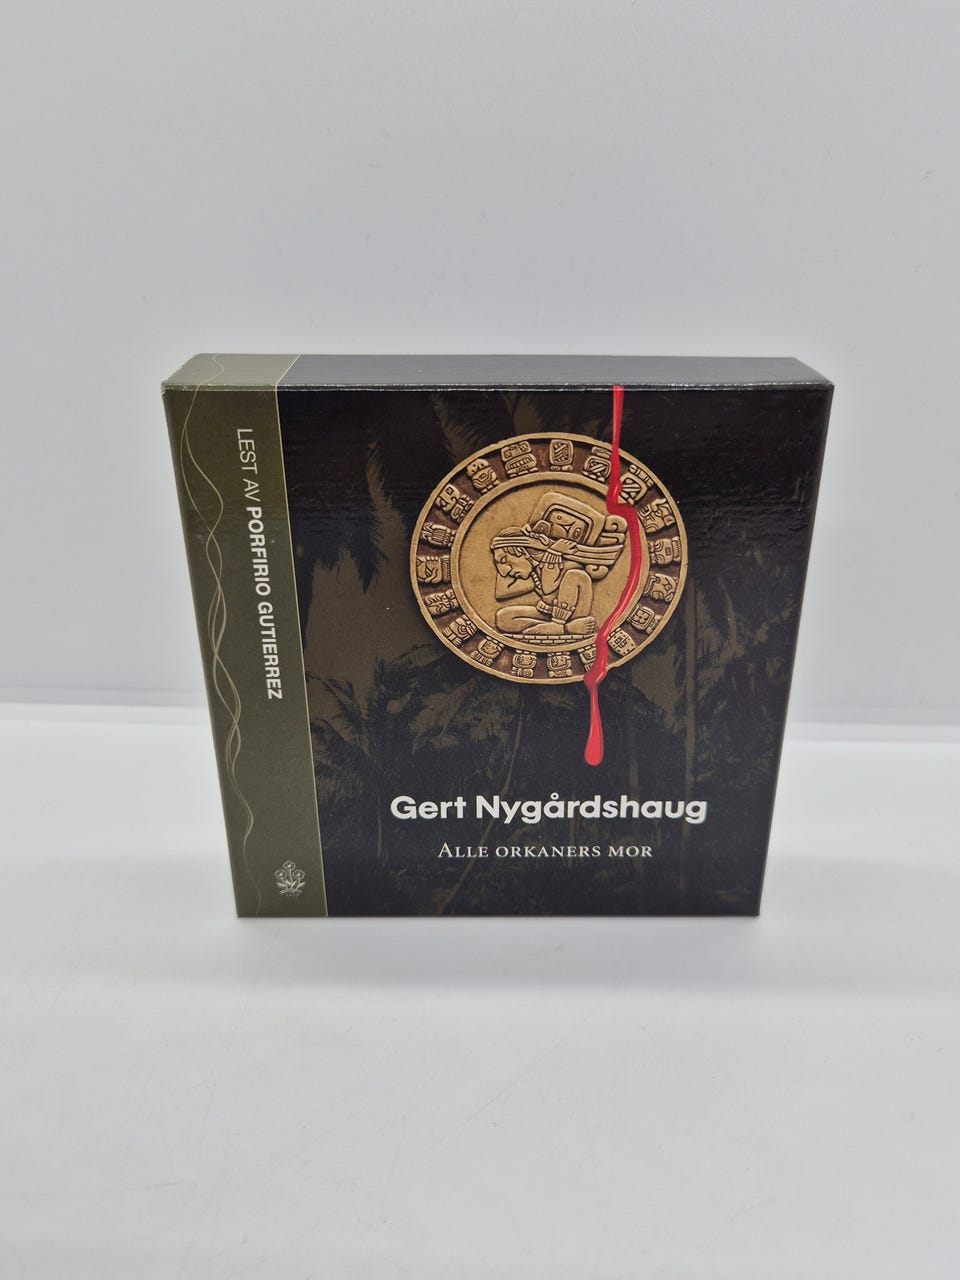 LEST AV PORFIRIO GUTIERREZ
Gert Nygårdshaug
ALLE ORKANERS MOR